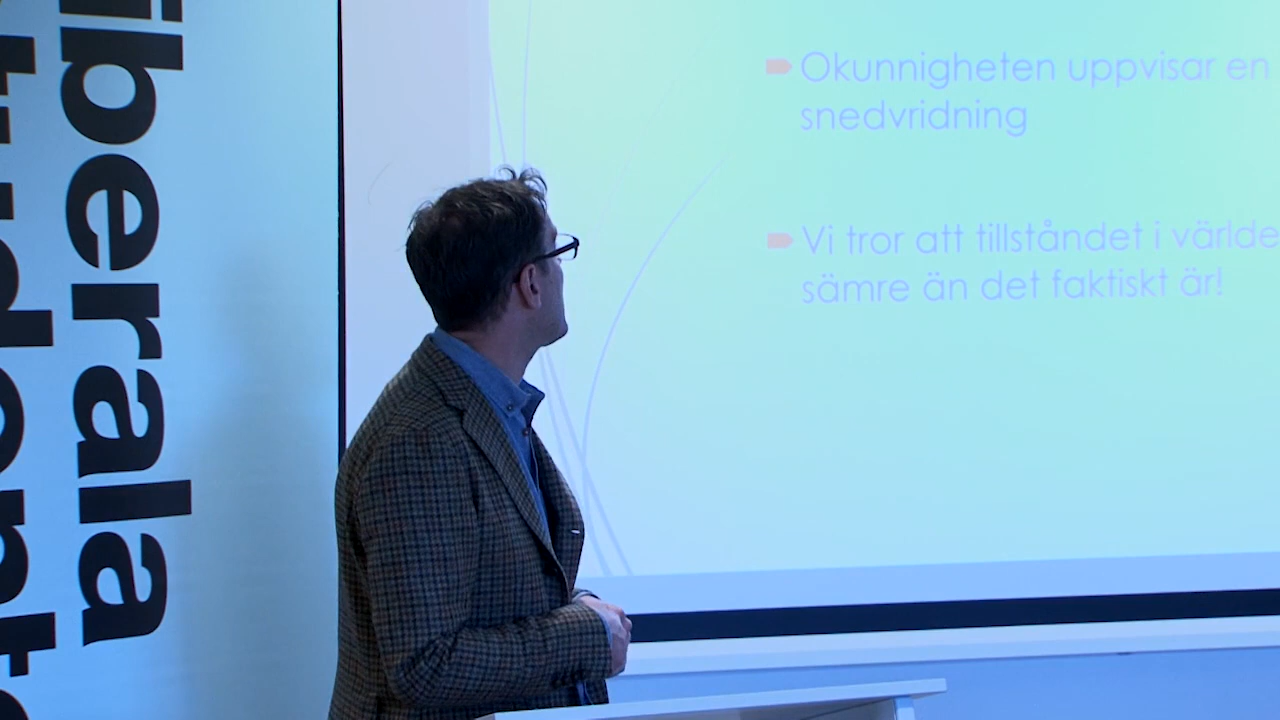 iberala
Okunnigheten uppvisar en
snedvridning
Vi tror att tillståndet i världe
sämre än det faktiskt är!